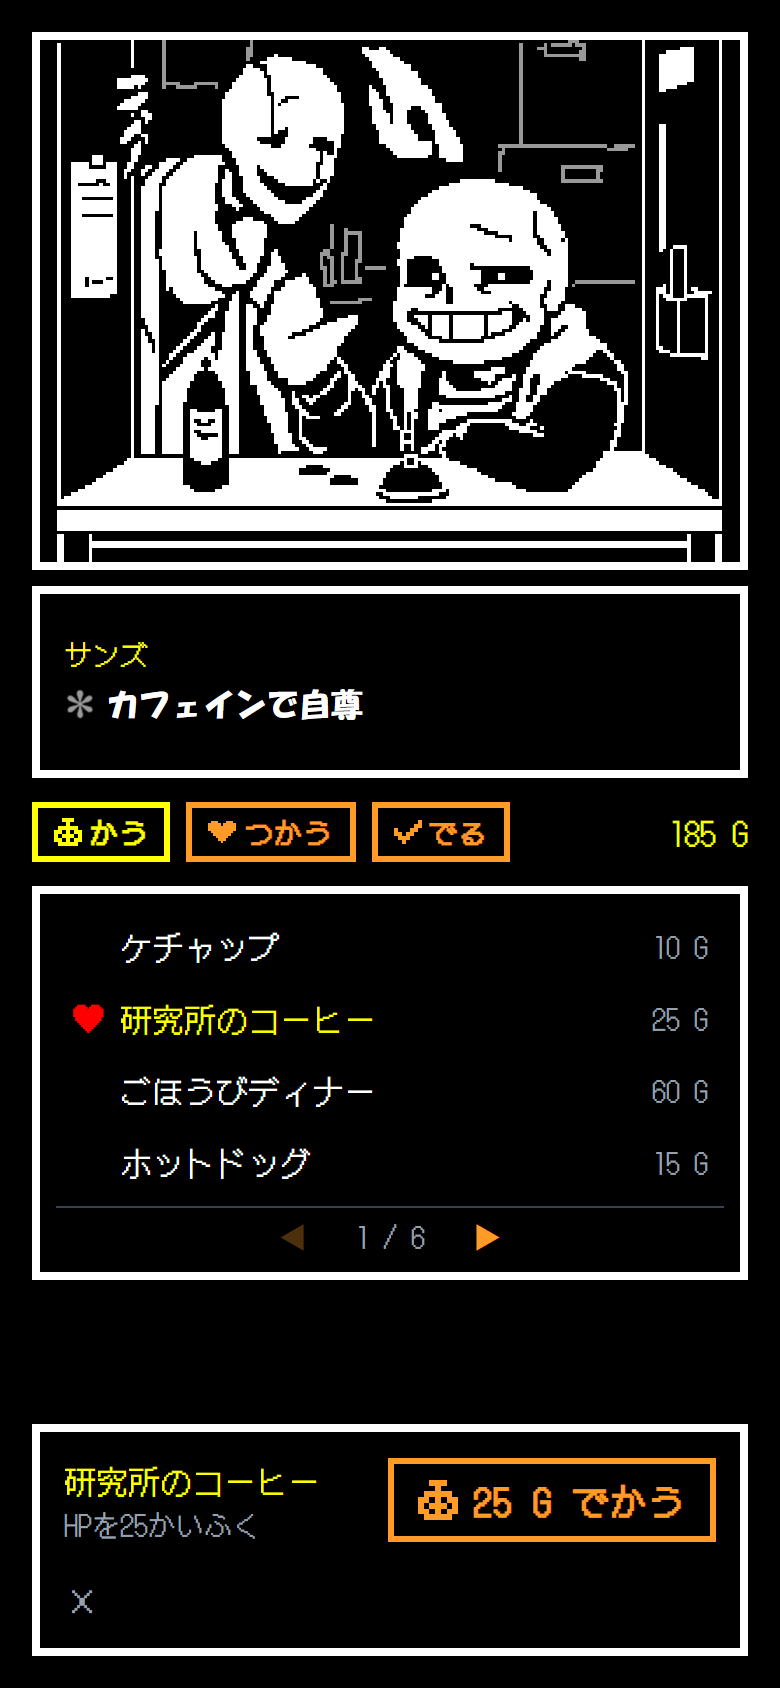 サンズ
✻ カフェインで自尊
かう
つかう
でる
185 G
ケチャップ 10 G
研究所のコーヒー 25 G
ごほうびディナー 60 G
ホットドッグ 15 G
◀ 1 / 6 ▶
研究所のコーヒー
25 G でかう
HPを25かいふく
X